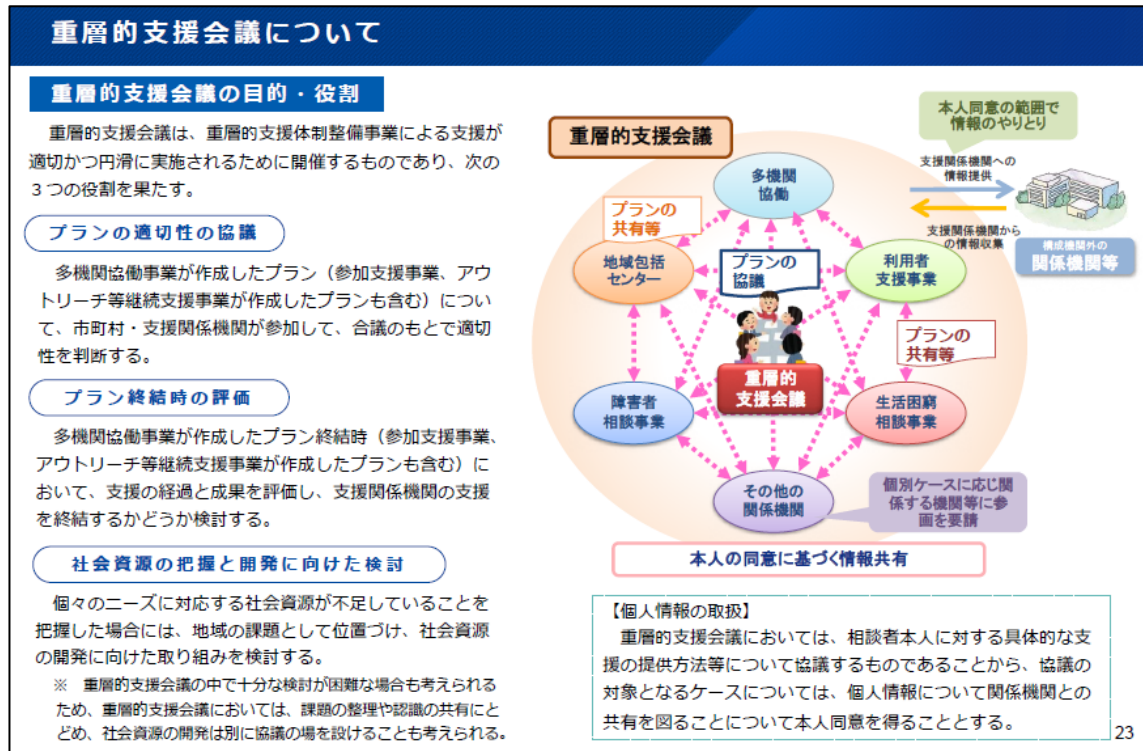 重層的支援会議について
重層的支援会議の目的・役割
重層的支援会議は、重層的支援体制整備事業による支援が
適切かつ円滑に実施されるために開催するものであり、次の
３つの役割を果たす。
プランの適切性の協議
多機関協働事業が作成したプラン（参加支援事業、アウ
トリーチ等継続支援事業が作成したプランも含む）につい
て、市町村・支援関係機関が参加して、合議のもとで適切
性を判断する。
プラン終結時の評価
多機関協働事業が作成したプラン終結時（参加支援事業、
アウトリーチ等継続支援事業が作成したプランも含む）に
おいて、支援の経過と成果を評価し、支援関係機関の支援
を終結するかどうか検討する。
社会資源の把握と開発に向けた検討
個々のニーズに対応する社会資源が不足していることを
把握した場合には、地域の課題として位置づけ、社会資源
の開発に向けた取り組みを検討する。
※　重層的支援会議の中で十分な検討が困難な場合も考えられる
ため、重層的支援会議においては、課題の整理や認識の共有にと
どめ、社会資源の開発は別に協議の場を設けることも考えられる。
重層的支援会議
本人同意の範囲で
情報のやりとり
支援関係機関への
情報提供
支援関係機関から
の情報収集
構成機関外の
関係機関等
多機関
協働
プランの
共有等
地域包括
センター
プランの
協議
利用者
支援事業
プランの
共有等
重層的
支援会議
障害者
相談事業
生活困窮
相談事業
その他の
関係機関
個別ケースに応じ関
係する機関等に参
画を要請
本人の同意に基づく情報共有
【個人情報の取扱】
重層的支援会議においては、相談者本人に対する具体的な支
援の提供方法等について協議するものであることから、協議の
対象となるケースについては、個人情報について関係機関との
共有を図ることについて本人同意を得ることとする。
23